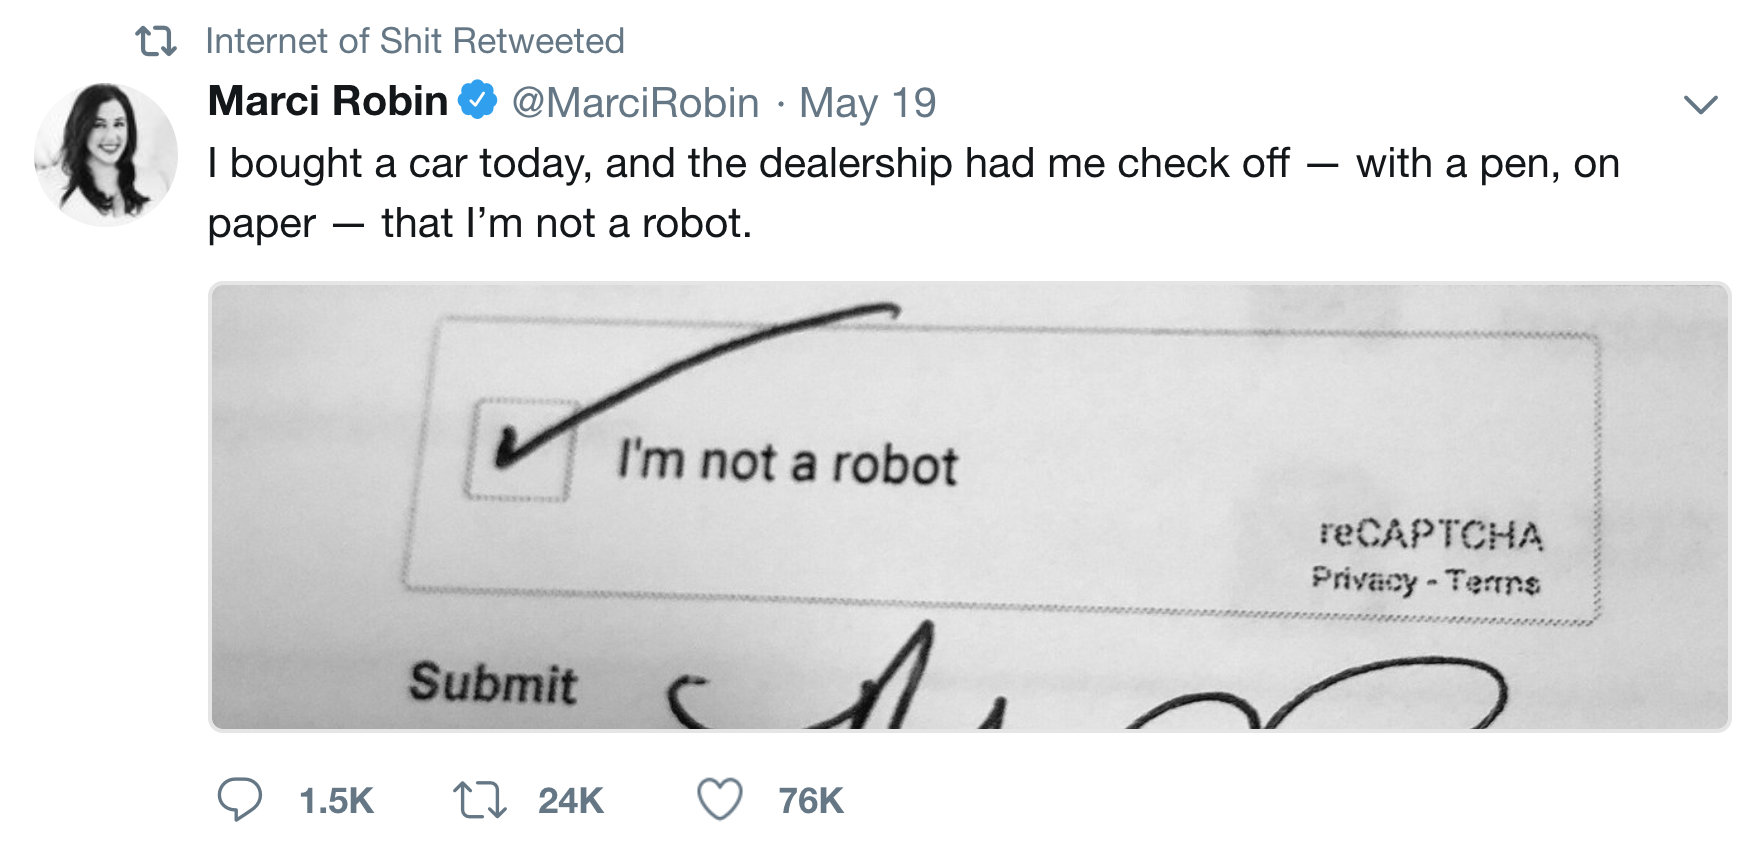 Internet of Shit Retweeted
Marci Robin @MarciRobin · May 19
I bought a car today, and the dealership had me check off — with a pen, on
paper — that I’m not a robot.
I'm not a robot
reCAPTCHA
Privacy - Terms
Submit
1.5K 24K 76K